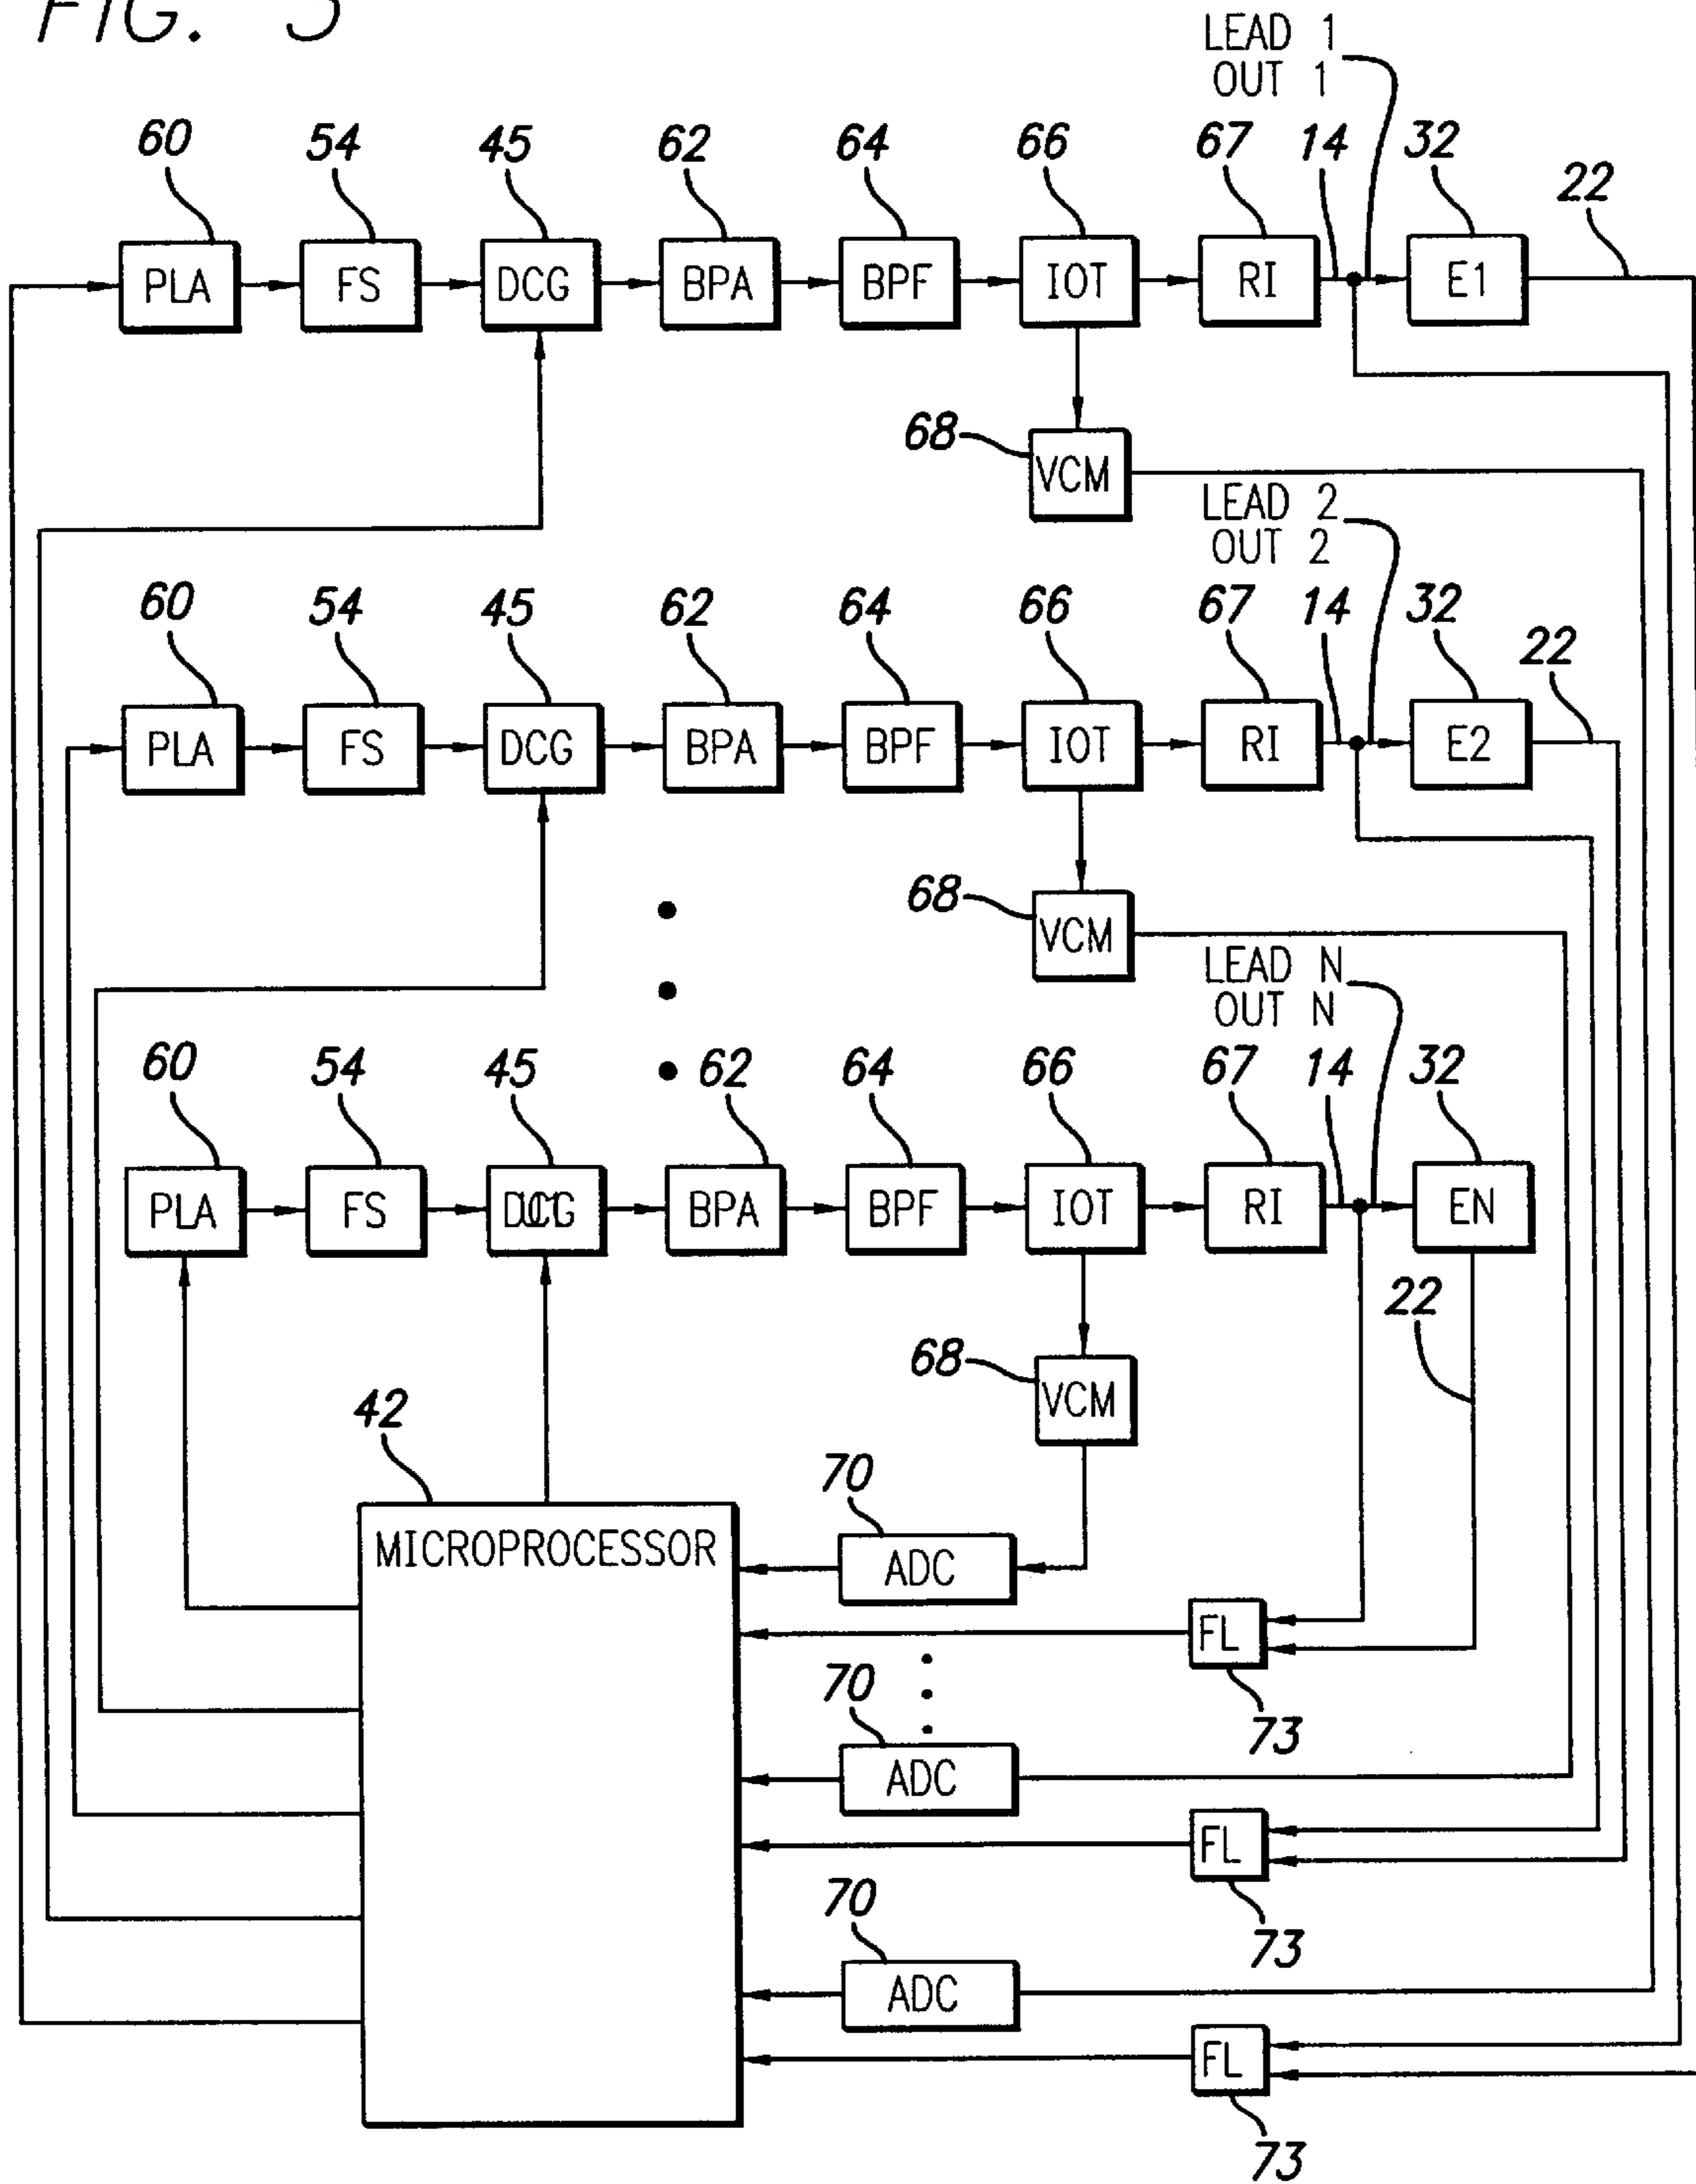 FIG. 5
LEAD 1
OUT 1
60 54 45 62 64 66 67 14 32 22
PLA FS DCG BPA BPF IOT RI E1
68
VCM
LEAD 2
OUT 2
60 54 45 62 64 66 67 14 32 22
PLA FS DCG BPA BPF IOT RI E2
68
VCM
LEAD N
OUT N
60 54 45 62 64 66 67 14 32
PLA FS BPA BPF IOT RI EN
22
68
VCM
42
MICROPROCESSOR
70
ADC
FL
73
70
ADC
FL
73
70
ADC
FL
73